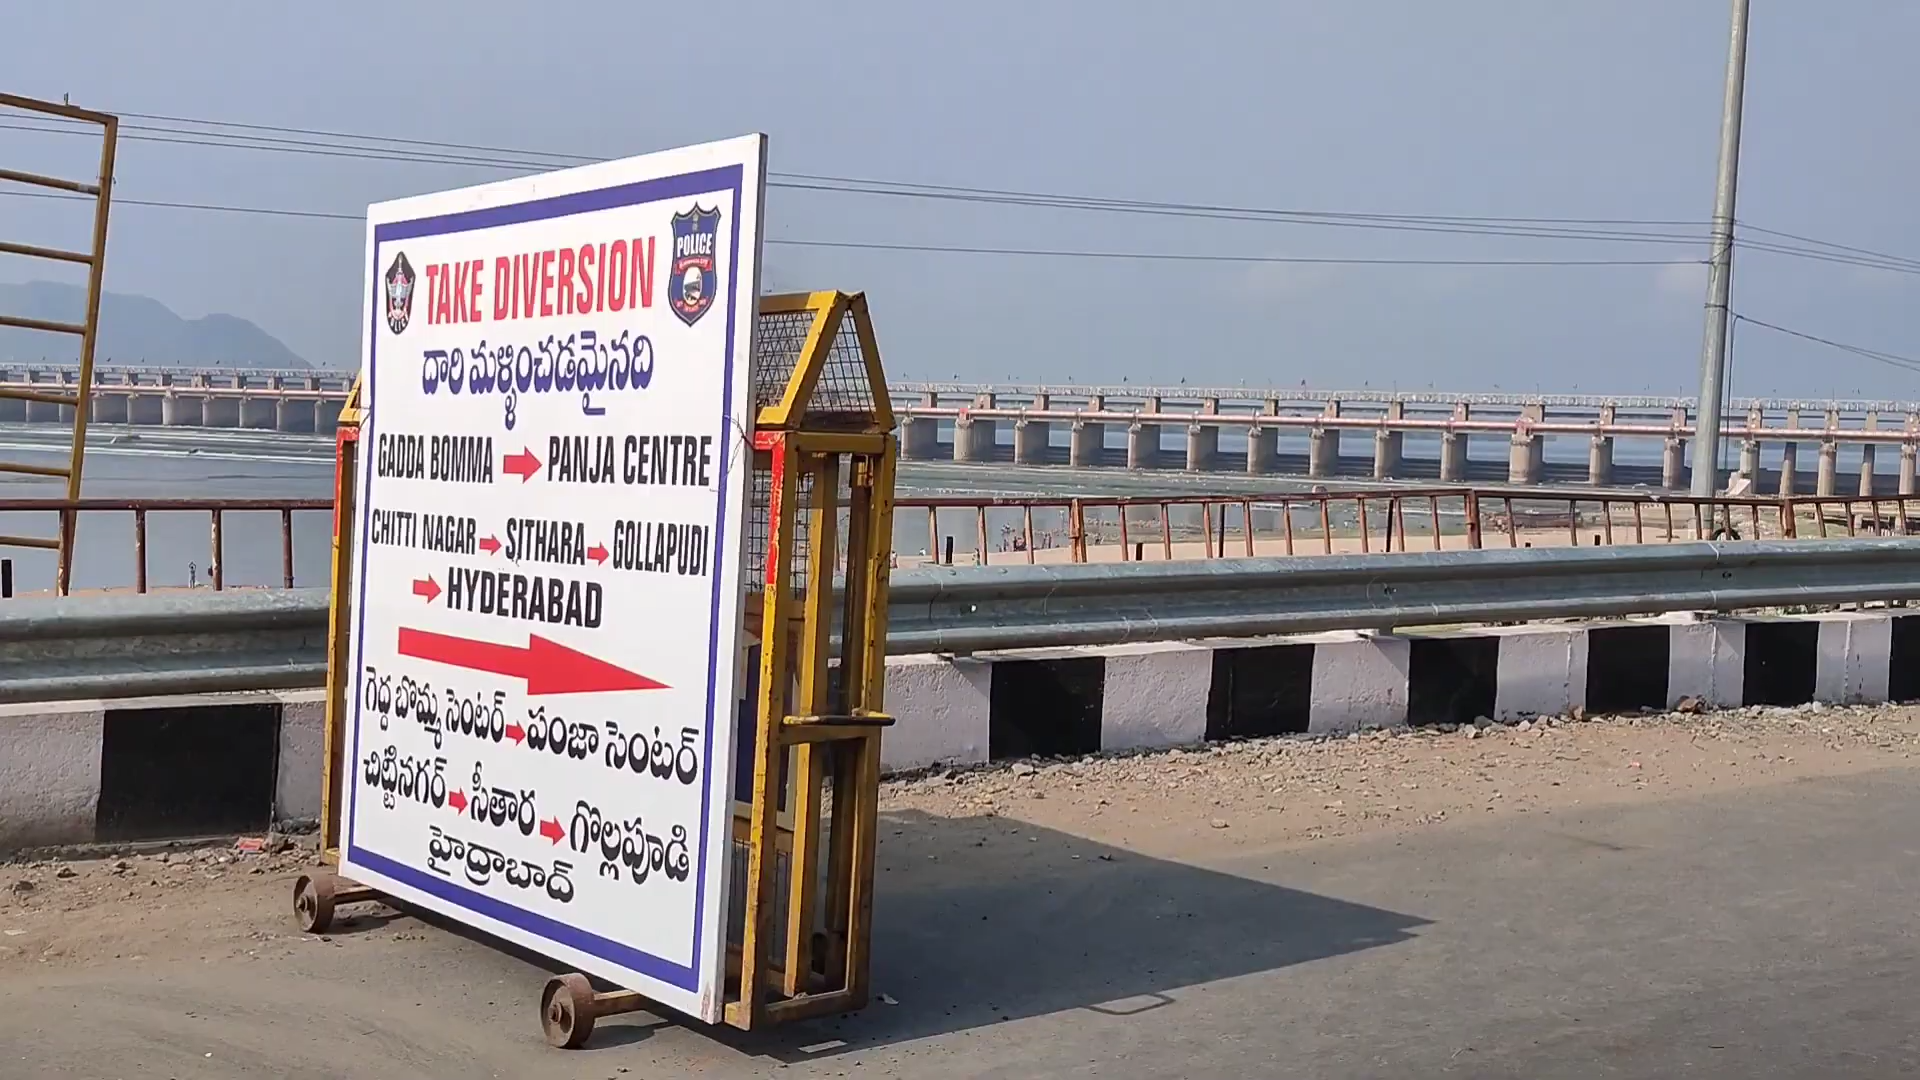 TAKE DIVERSION
POLICE
దారి మళ్ళించడమైనది
GADDA BOMMA → PANJA CENTRE
CHITTI NAGAR → SITHARA → GOLLAPUDI
→ HYDERABAD
గెద్ద బొమ్మ సెంటర్ → పంజా సెంటర్
చిట్టినగర్ → సీతార → గొల్లపూడి
హైద్రాబాద్